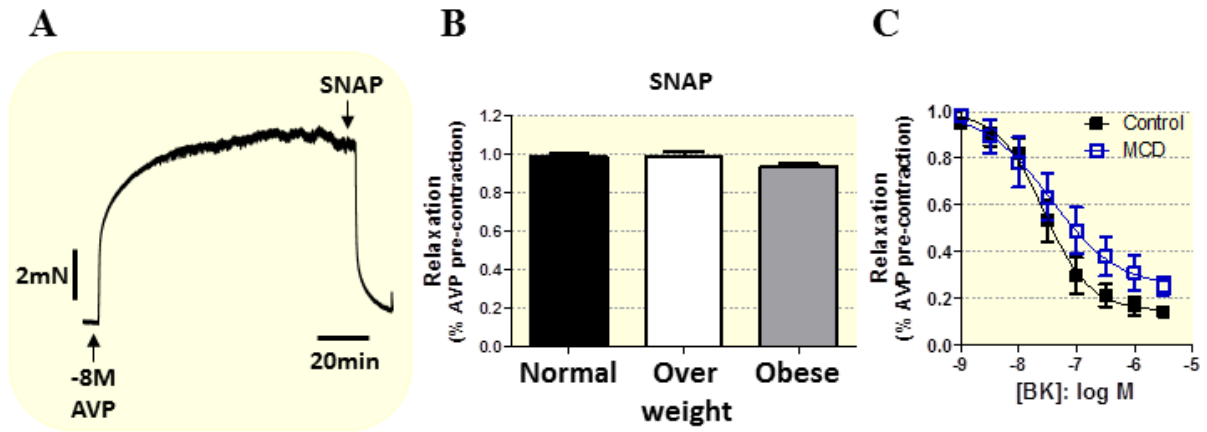 A
SNAP
2mN
20min
-8M
AVP
B
SNAP
Relaxation
(% AVP pre-contraction)
1.2
1.0
0.8
0.6
0.4
0.2
0.0
Normal Over Obese
weight
C
Control
MCD
Relaxation
(% AVP pre-contraction)
1.0
0.8
0.6
0.4
0.2
0.0
-9 -8 -7 -6 -5
[BK]: log M